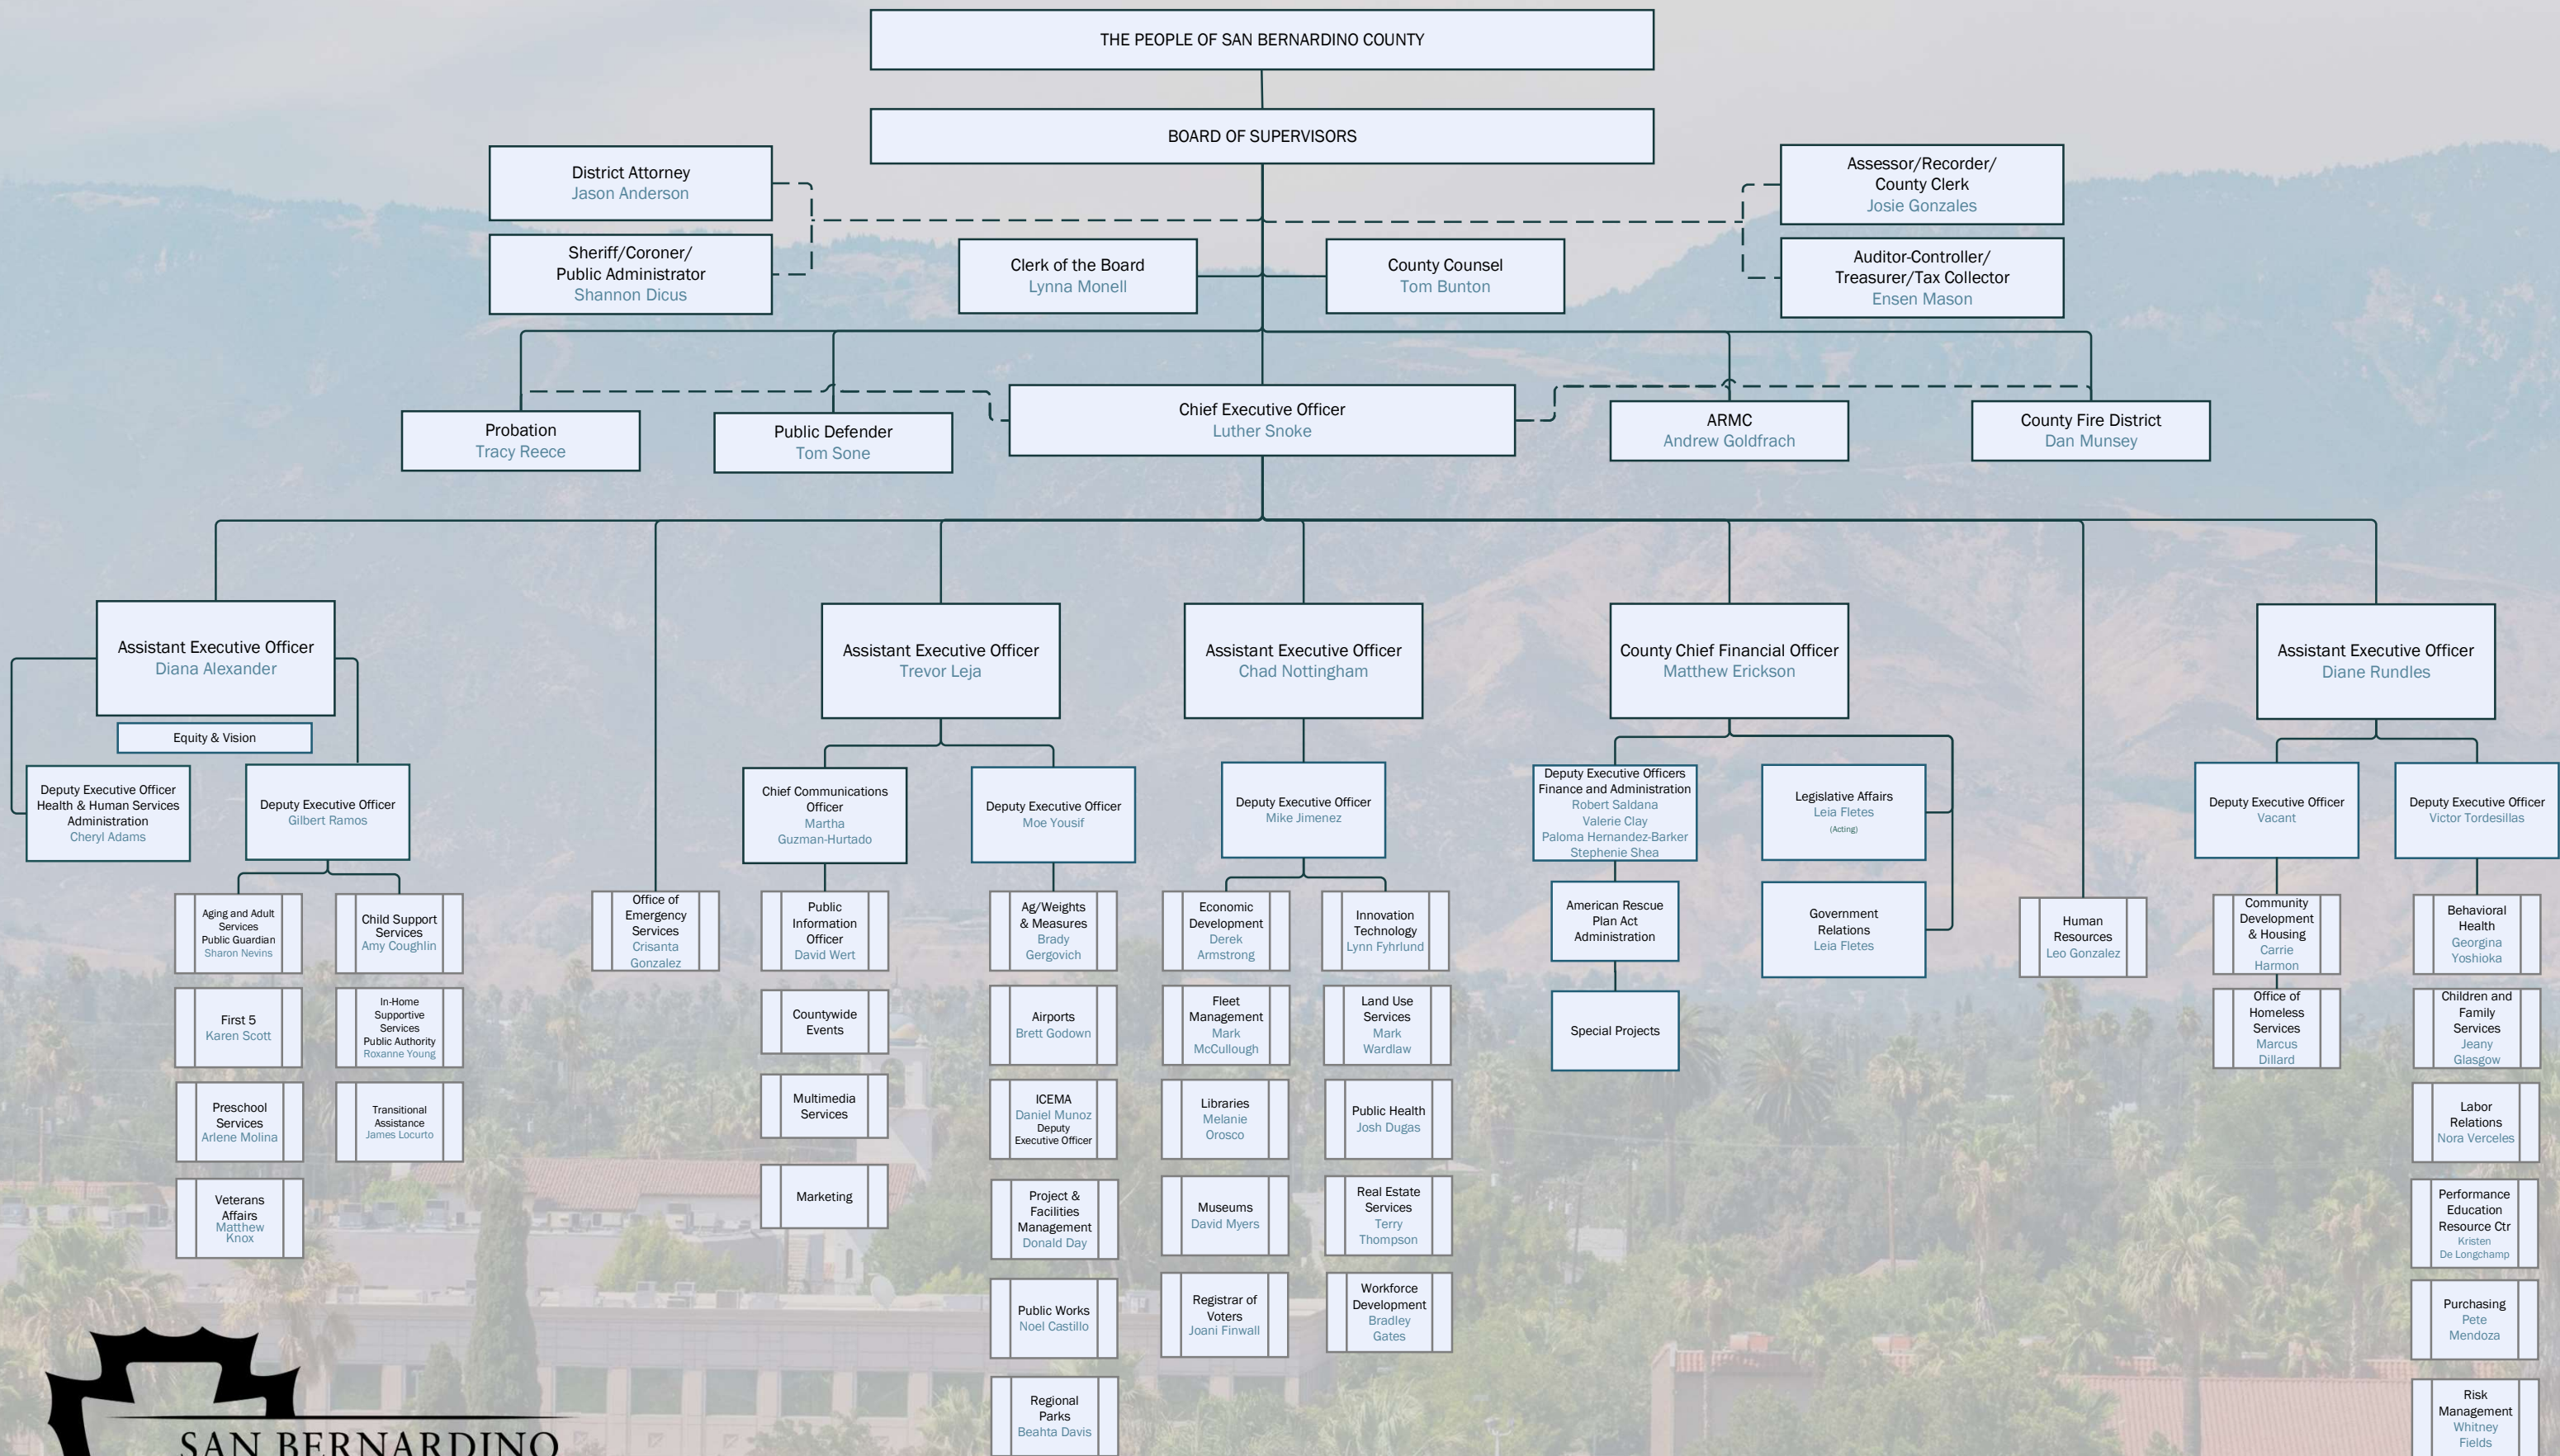 THE PEOPLE OF SAN BERNARDINO COUNTY
BOARD OF SUPERVISORS
District Attorney
Jason Anderson
Sheriff/Coroner/
Public Administrator
Shannon Dicus
Clerk of the Board
Lynna Monell
County Counsel
Tom Bunton
Assessor/Recorder/
County Clerk
Josie Gonzales
Auditor-Controller/
Treasurer/Tax Collector
Ensen Mason
Probation
Tracy Reece
Public Defender
Tom Sone
Chief Executive Officer
Luther Snoke
ARMC
Andrew Goldfrach
County Fire District
Dan Munsey
Assistant Executive Officer
Diana Alexander
Equity & Vision
Deputy Executive Officer
Health & Human Services
Administration
Cheryl Adams
Deputy Executive Officer
Gilbert Ramos
Aging and Adult
Services
Public Guardian
Sharon Nevins
First 5
Karen Scott
Preschool
Services
Arlene Molina
Veterans
Affairs
Matthew
Knox
Child Support
Services
Amy Coughlin
In-Home
Supportive
Services
Public Authority
Roxanne Young
Transitional
Assistance
James Locurto
Office of
Emergency
Services
Crisanta
Gonzalez
Assistant Executive Officer
Trevor Leja
Chief Communications
Officer
Martha
Guzman-Hurtado
Public
Information
Officer
David Wert
Countywide
Events
Multimedia
Services
Marketing
Deputy Executive Officer
Moe Yousif
Ag/Weights
& Measures
Brady
Gergovich
Airports
Brett Godown
ICEMA
Daniel Munoz
Deputy
Executive Officer
Project &
Facilities
Management
Donald Day
Public Works
Noel Castillo
Regional
Parks
Beahta Davis
Assistant Executive Officer
Chad Nottingham
Deputy Executive Officer
Mike Jimenez
Economic
Development
Derek
Armstrong
Fleet
Management
Mark
McCullough
Libraries
Melanie
Orosco
Museums
David Myers
Registrar of
Voters
Joani Finwall
Innovation
Technology
Lynn Fyhrlund
Land Use
Services
Mark
Wardlaw
Public Health
Josh Dugas
Real Estate
Services
Terry
Thompson
Workforce
Development
Bradley
Gates
County Chief Financial Officer
Matthew Erickson
Deputy Executive Officers
Finance and Administration
Robert Saldana
Valerie Clay
Paloma Hernandez-Barker
Stephenie Shea
American Rescue
Plan Act
Administration
Special Projects
Legislative Affairs
Leia Fletes
(Acting)
Government
Relations
Leia Fletes
Human
Resources
Leo Gonzalez
Assistant Executive Officer
Diane Rundles
Deputy Executive Officer
Vacant
Community
Development
& Housing
Carrie
Harmon
Office of
Homeless
Services
Marcus
Dillard
Deputy Executive Officer
Victor Tordesillas
Behavioral
Health
Georgina
Yoshioka
Children and
Family
Services
Jeany
Glasgow
Labor
Relations
Nora Verceles
Performance
Education
Resource Ctr
Kristen
De Longchamp
Purchasing
Pete
Mendoza
Risk
Management
Whitney
Fields
SAN BERNARDINO